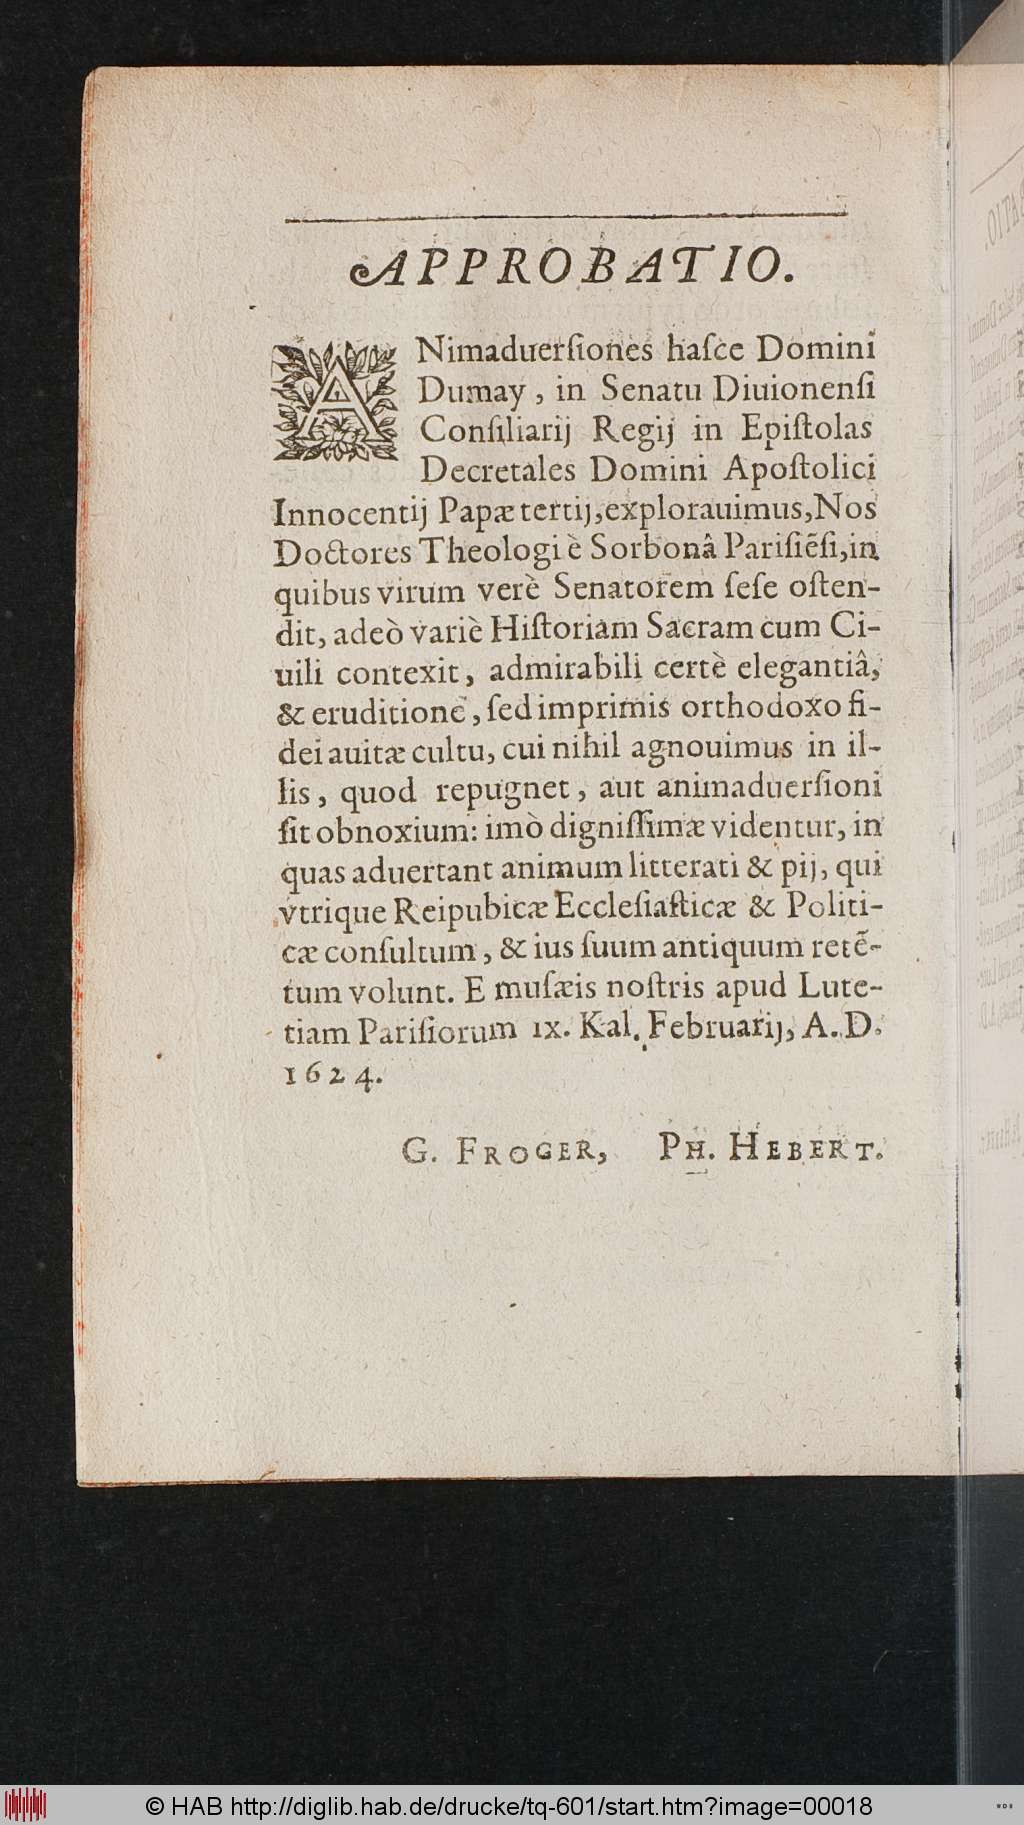 APPROBATIO.
ANimaduerſiones haſce Domini
Dumay, in Senatu Diuionenſi
Conſiliarij Regij in Epiſtolas
Decretales Domini Apoſtolici
Innocentij Papæ tertij, explorauimus, Nos
Doctores Theologi è Sorbonâ Pariſiẽſi, in
quibus virum verè Senatorem ſeſe oſten-
dit, adeò variè Hiſtoriam Sacram cum Ci-
uili contexit, admirabili certè elegantiâ,
& eruditione, ſed imprimis orthodoxo fi-
dei auitæ cultu, cui nihil agnouimus in il-
lis, quod repugnet, aut animaduerſioni
ſit obnoxium: imò digniſſimæ videntur, in
quas aduertant animum litterati & pij, qui
vtrique Reipubicæ Eccleſiaſticæ & Politi-
cæ conſultum, & ius ſuum antiquum retẽ-
tum volunt. E muſæis noſtris apud Lute-
tiam Pariſiorum IX. Kal. Februarij, A. D.
1624.
G. FROGER, PH. HEBERT.
© HAB http://diglib.hab.de/drucke/tq-601/start.htm?image=00018